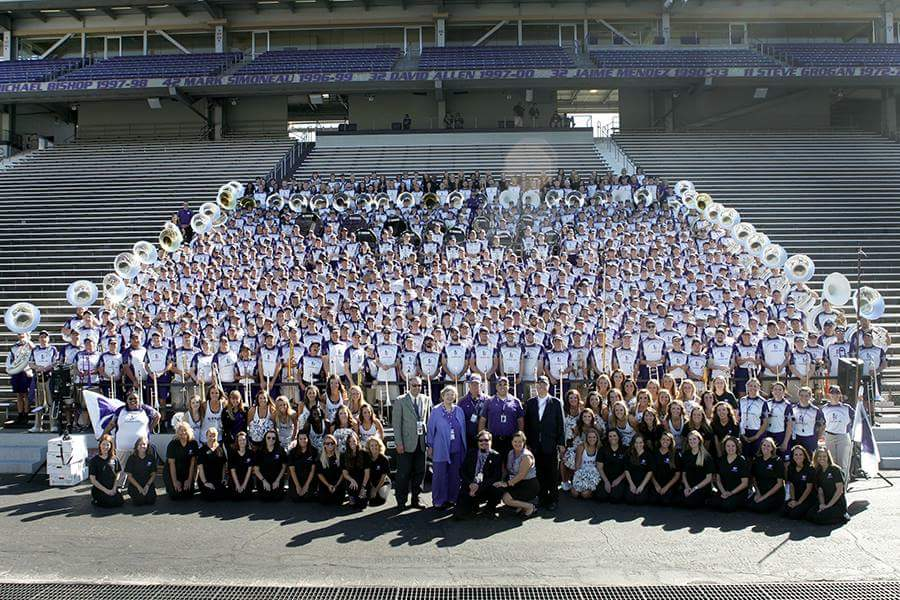 MICHAEL BISHOP 1997-98 42 MARK SIMONEAU 1996-99 32 DAVID ALLEN 1997-00 32 JAIME MENDEZ 1990-93 11 STEVE GROGAN 1972-7